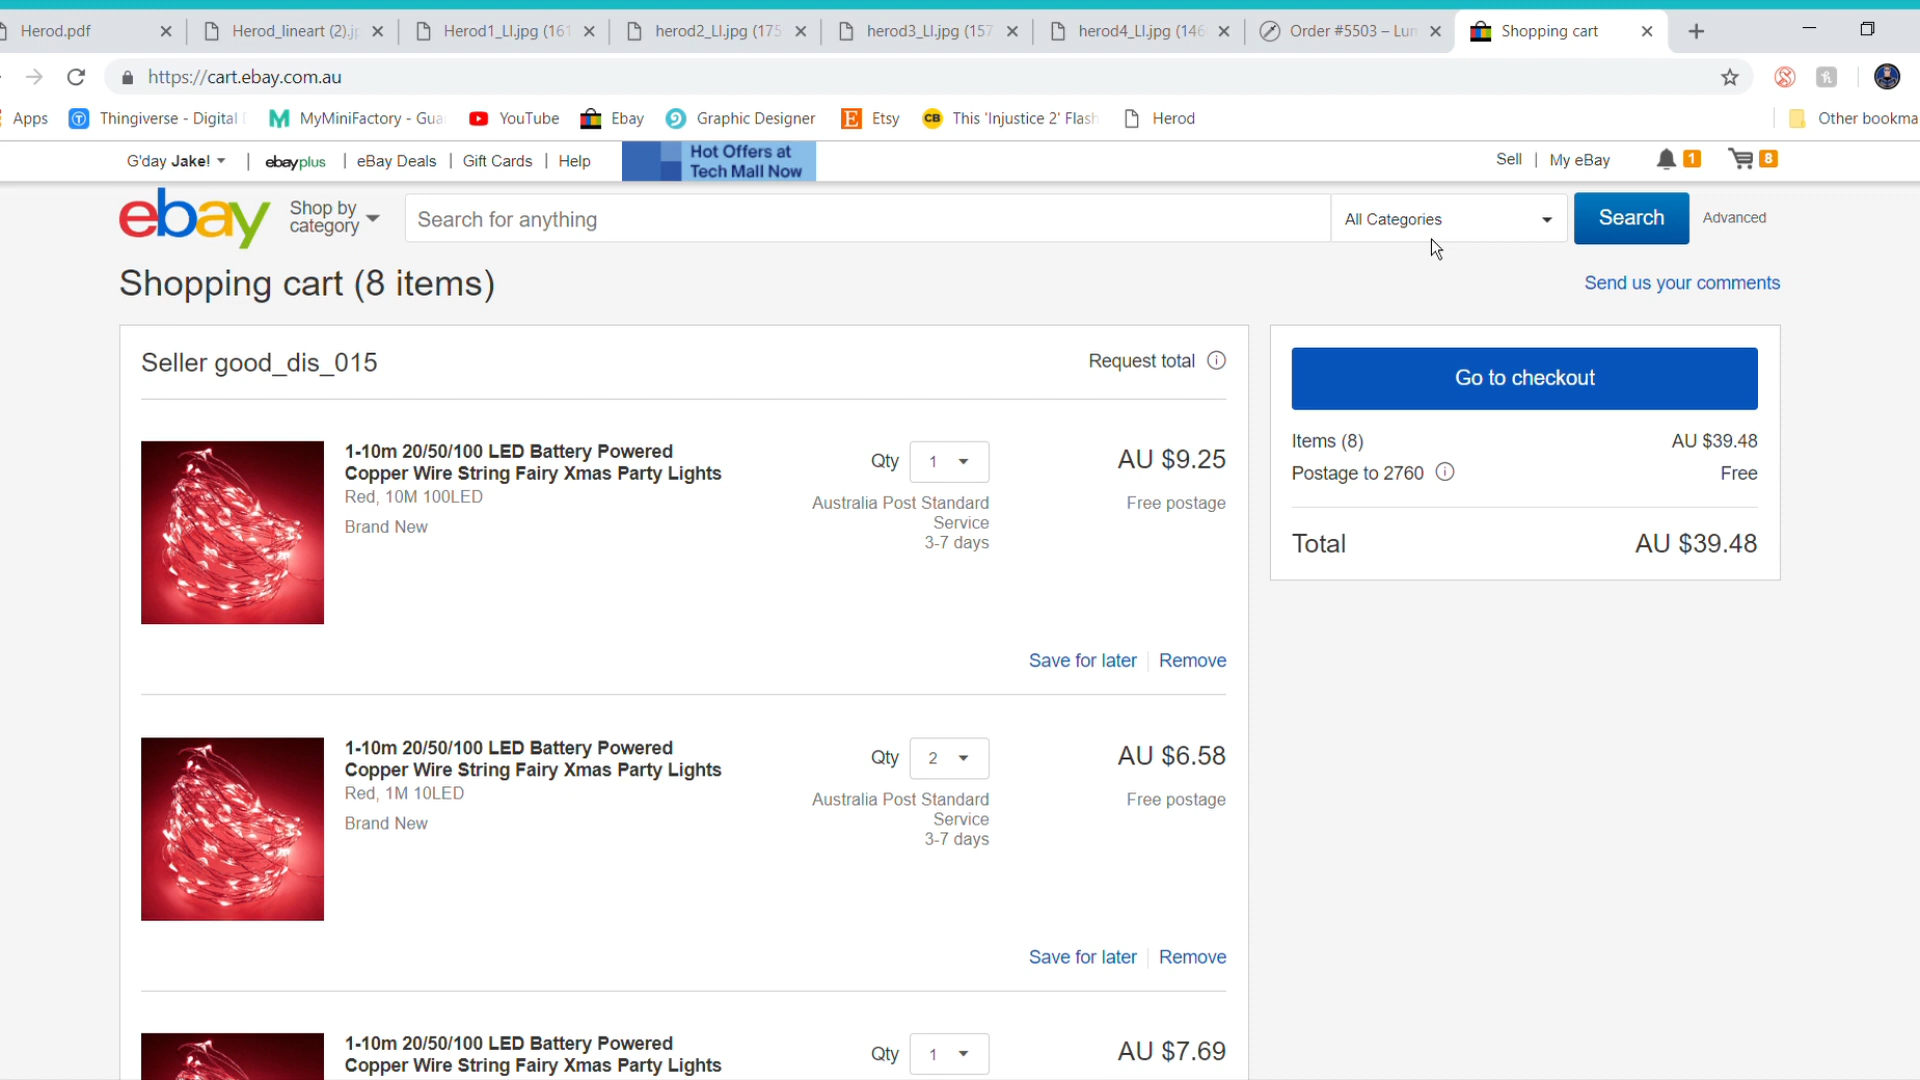 Herod.pdf
Herod_lineart (2).j
Herod1_LI.jpg (161
herod2_LI.jpg (175
herod3_LI.jpg (157
herod4_LI.jpg (146
Order #5503 – Lun
Shopping cart
https://cart.ebay.com.au
Apps
Thingiverse - Digital
MyMiniFactory - Gua
YouTube
Ebay
Graphic Designer
Etsy
CB
This 'Injustice 2' Flash
Herod
Other bookma
G'day Jake!
ebayplus
eBay Deals
Gift Cards
Help
Hot Offers at
Tech Mall Now
Sell
My eBay
1
8
ebay
Shop by
category
Search for anything
All Categories
Search
Advanced
Shopping cart (8 items)
Send us your comments
Seller good_dis_015
Request total
Go to checkout
Items (8)
AU $39.48
Postage to 2760
Free
Total
AU $39.48
1-10m 20/50/100 LED Battery Powered
Copper Wire String Fairy Xmas Party Lights
Red, 10M 100LED
Brand New
Qty 1
AU $9.25
Australia Post Standard
Service
3-7 days
Free postage
Save for later
Remove
1-10m 20/50/100 LED Battery Powered
Copper Wire String Fairy Xmas Party Lights
Red, 1M 10LED
Brand New
Qty 2
AU $6.58
Australia Post Standard
Service
3-7 days
Free postage
Save for later
Remove
1-10m 20/50/100 LED Battery Powered
Copper Wire String Fairy Xmas Party Lights
Qty 1
AU $7.69